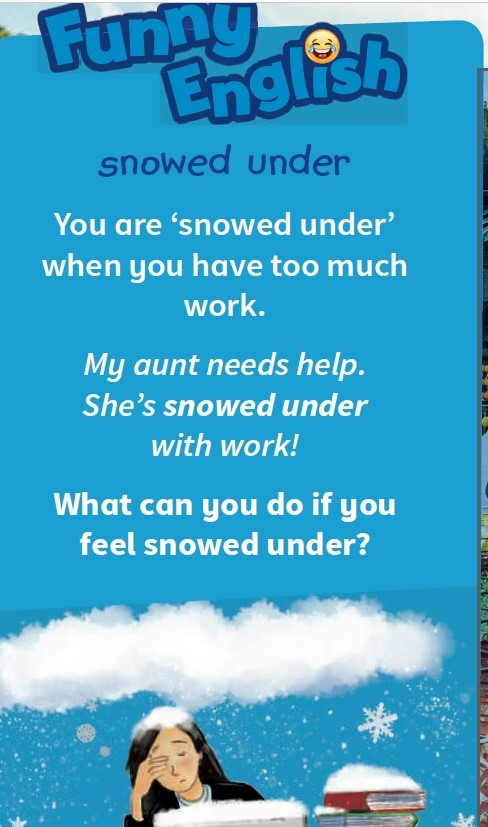 Funny
English
snowed under
You are ‘snowed under’
when you have too much
work.
My aunt needs help.
She’s snowed under
with work!
What can you do if you
feel snowed under?